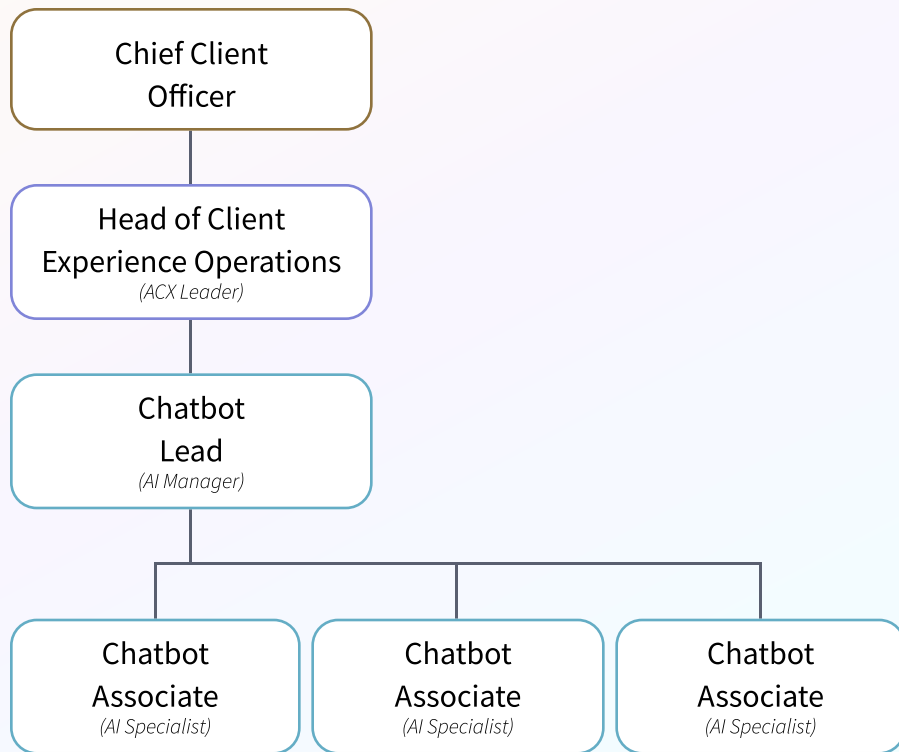 Chief Client
Officer
Head of Client
Experience Operations
(ACX Leader)
Chatbot
Lead
(AI Manager)
Chatbot
Associate
(AI Specialist)
Chatbot
Associate
(AI Specialist)
Chatbot
Associate
(AI Specialist)